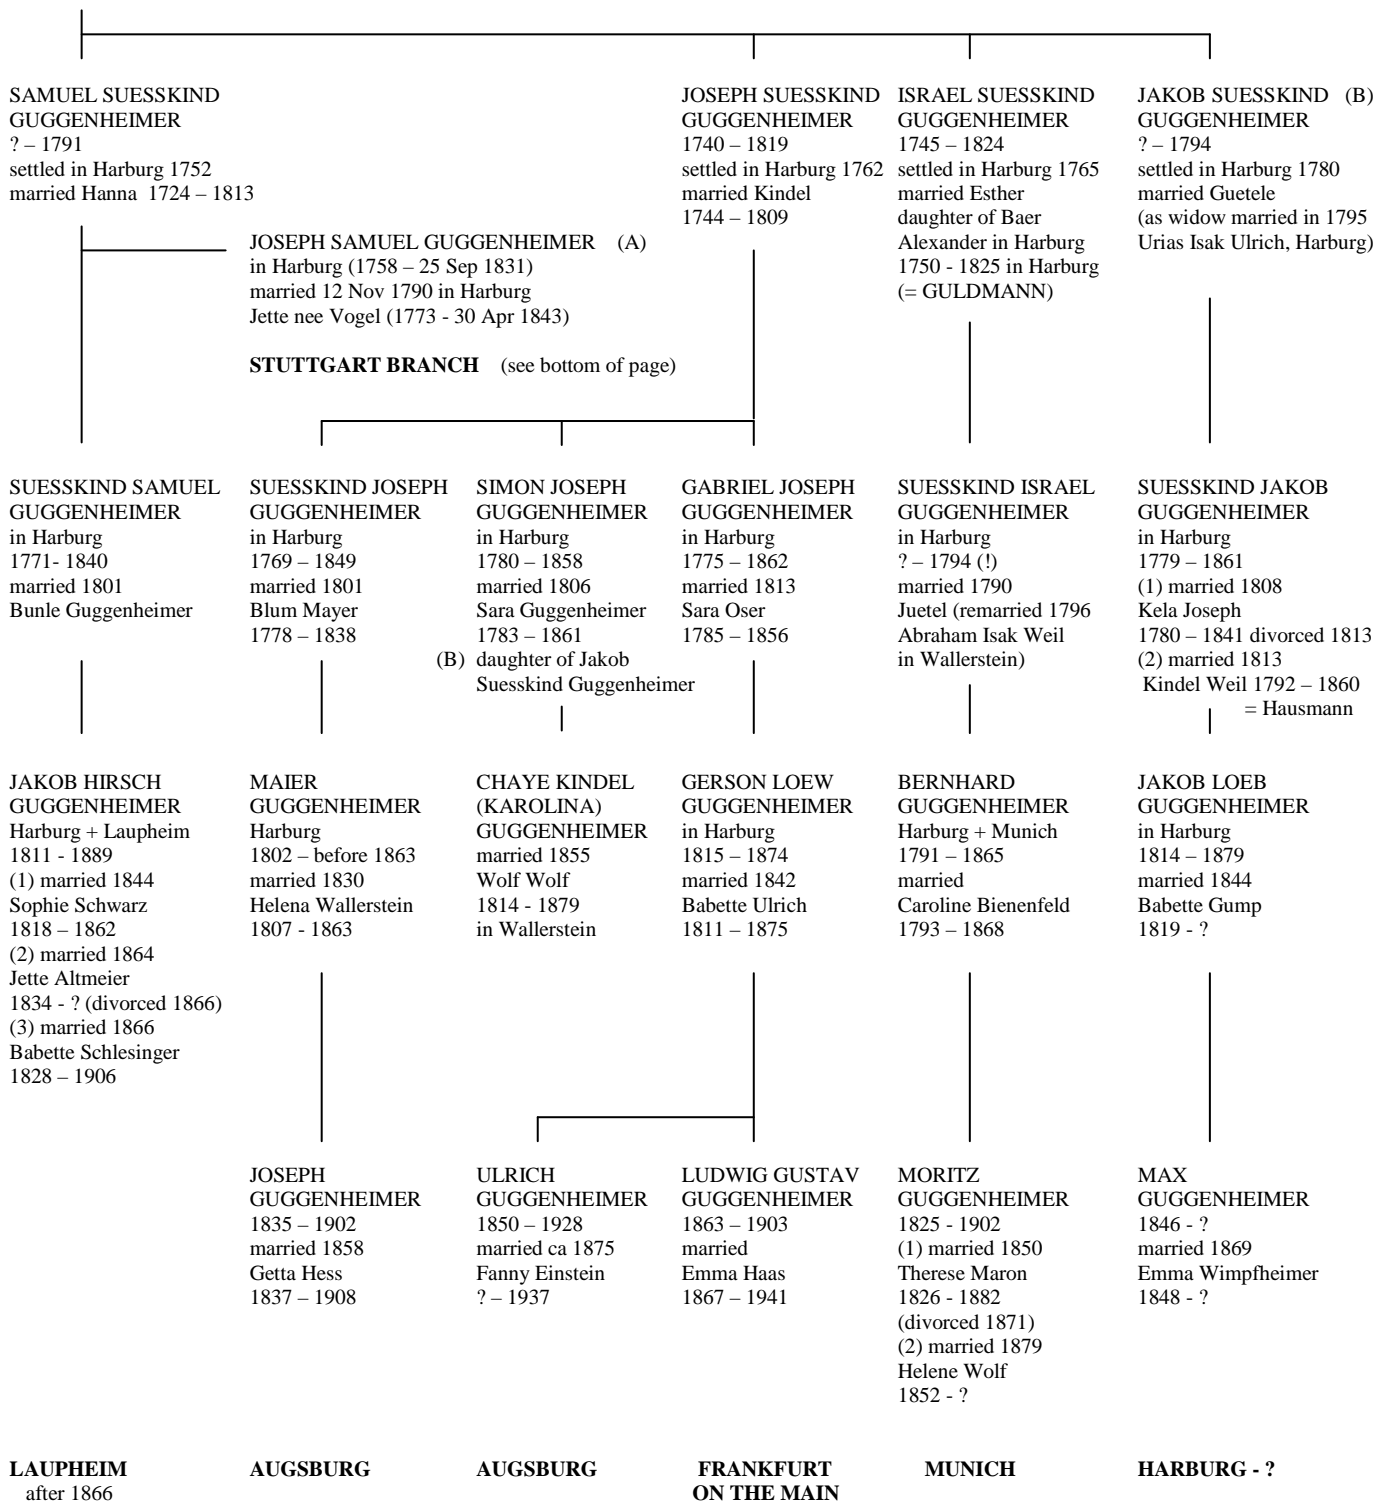 SAMUEL SUESSKIND
GUGGENHEIMER
? – 1791
settled in Harburg 1752
married Hanna 1724 – 1813
JOSEPH SUESSKIND
GUGGENHEIMER
1740 – 1819
settled in Harburg 1762
married Kindel
1744 – 1809
ISRAEL SUESSKIND
GUGGENHEIMER
1745 – 1824
settled in Harburg 1765
married Esther
daughter of Baer
Alexander in Harburg
1750 - 1825 in Harburg
(= GULDMANN)
JAKOB SUESSKIND (B)
GUGGENHEIMER
? – 1794
settled in Harburg 1780
married Guetele
(as widow married in 1795
Urias Isak Ulrich, Harburg)
JOSEPH SAMUEL GUGGENHEIMER (A)
in Harburg (1758 – 25 Sep 1831)
married 12 Nov 1790 in Harburg
Jette nee Vogel (1773 - 30 Apr 1843)
STUTTGART BRANCH (see bottom of page)
SUESSKIND SAMUEL
GUGGENHEIMER
in Harburg
1771- 1840
married 1801
Bunle Guggenheimer
SUESSKIND JOSEPH
GUGGENHEIMER
in Harburg
1769 – 1849
married 1801
Blum Mayer
1778 – 1838
SIMON JOSEPH
GUGGENHEIMER
in Harburg
1780 – 1858
married 1806
Sara Guggenheimer
1783 – 1861
(B) daughter of Jakob
Suesskind Guggenheimer
GABRIEL JOSEPH
GUGGENHEIMER
in Harburg
1775 – 1862
married 1813
Sara Oser
1785 – 1856
SUESSKIND ISRAEL
GUGGENHEIMER
in Harburg
? – 1794 (!)
married 1790
Juetel (remarried 1796
Abraham Isak Weil
in Wallerstein)
SUESSKIND JAKOB
GUGGENHEIMER
in Harburg
1779 – 1861
(1) married 1808
Kela Joseph
1780 – 1841 divorced 1813
(2) married 1813
Kindel Weil 1792 – 1860
= Hausmann
JAKOB HIRSCH
GUGGENHEIMER
Harburg + Laupheim
1811 - 1889
(1) married 1844
Sophie Schwarz
1818 – 1862
(2) married 1864
Jette Altmeier
1834 - ? (divorced 1866)
(3) married 1866
Babette Schlesinger
1828 – 1906
MAIER
GUGGENHEIMER
Harburg
1802 – before 1863
married 1830
Helena Wallerstein
1807 - 1863
CHAYE KINDEL
(KAROLINA)
GUGGENHEIMER
married 1855
Wolf Wolf
1814 - 1879
in Wallerstein
GERSON LOEW
GUGGENHEIMER
in Harburg
1815 – 1874
married 1842
Babette Ulrich
1811 – 1875
BERNHARD
GUGGENHEIMER
Harburg + Munich
1791 – 1865
married
Caroline Bienenfeld
1793 – 1868
JAKOB LOEB
GUGGENHEIMER
in Harburg
1814 – 1879
married 1844
Babette Gump
1819 - ?
JOSEPH
GUGGENHEIMER
1835 – 1902
married 1858
Getta Hess
1837 – 1908
ULRICH
GUGGENHEIMER
1850 – 1928
married ca 1875
Fanny Einstein
? – 1937
LUDWIG GUSTAV
GUGGENHEIMER
1863 – 1903
married
Emma Haas
1867 – 1941
MORITZ
GUGGENHEIMER
1825 - 1902
(1) married 1850
Therese Maron
1826 - 1882
(divorced 1871)
(2) married 1879
Helene Wolf
1852 - ?
MAX
GUGGENHEIMER
1846 - ?
married 1869
Emma Wimpfheimer
1848 - ?
LAUPHEIM
after 1866
AUGSBURG
AUGSBURG
FRANKFURT
ON THE MAIN
MUNICH
HARBURG - ?